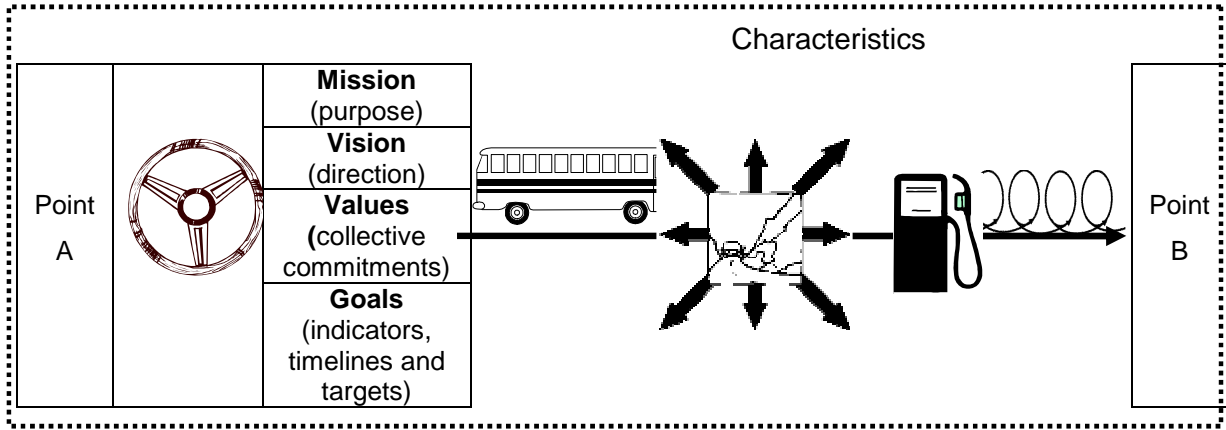 Characteristics
Point
A
Mission
(purpose)
Vision
(direction)
Values
(collective
commitments)
Goals
(indicators,
timelines and
targets)
Point
B